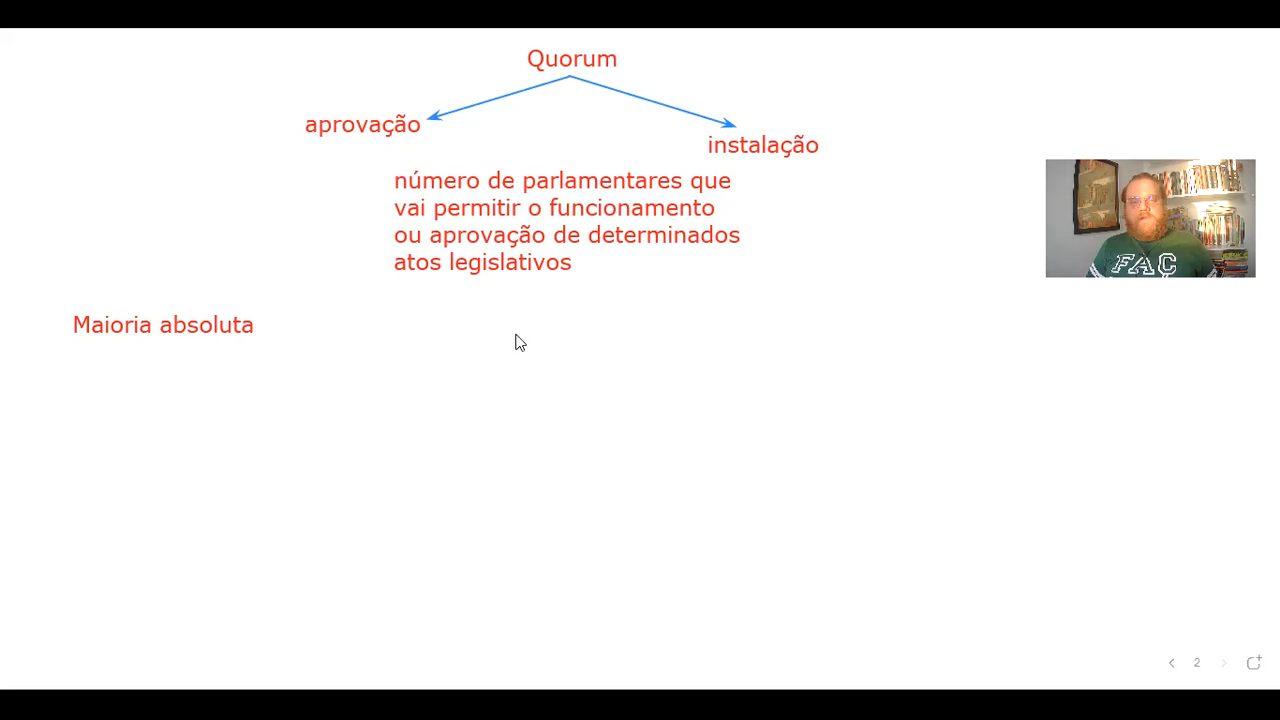 Quorum
aprovação
instalação
número de parlamentares que
vai permitir o funcionamento
ou aprovação de determinados
atos legislativos
FAC
Maioria absoluta
2